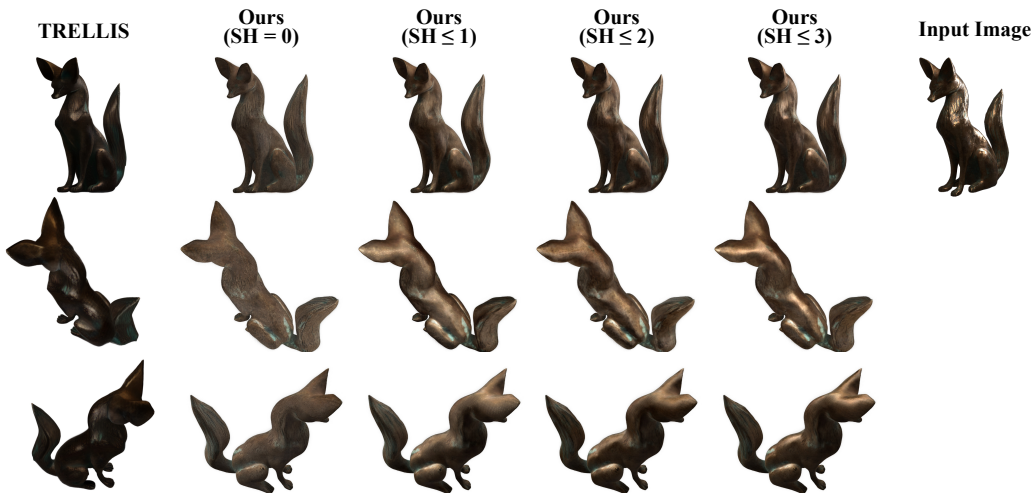 TRELLIS
Ours
(SH = 0)
Ours
(SH ≤ 1)
Ours
(SH ≤ 2)
Ours
(SH ≤ 3)
Input Image